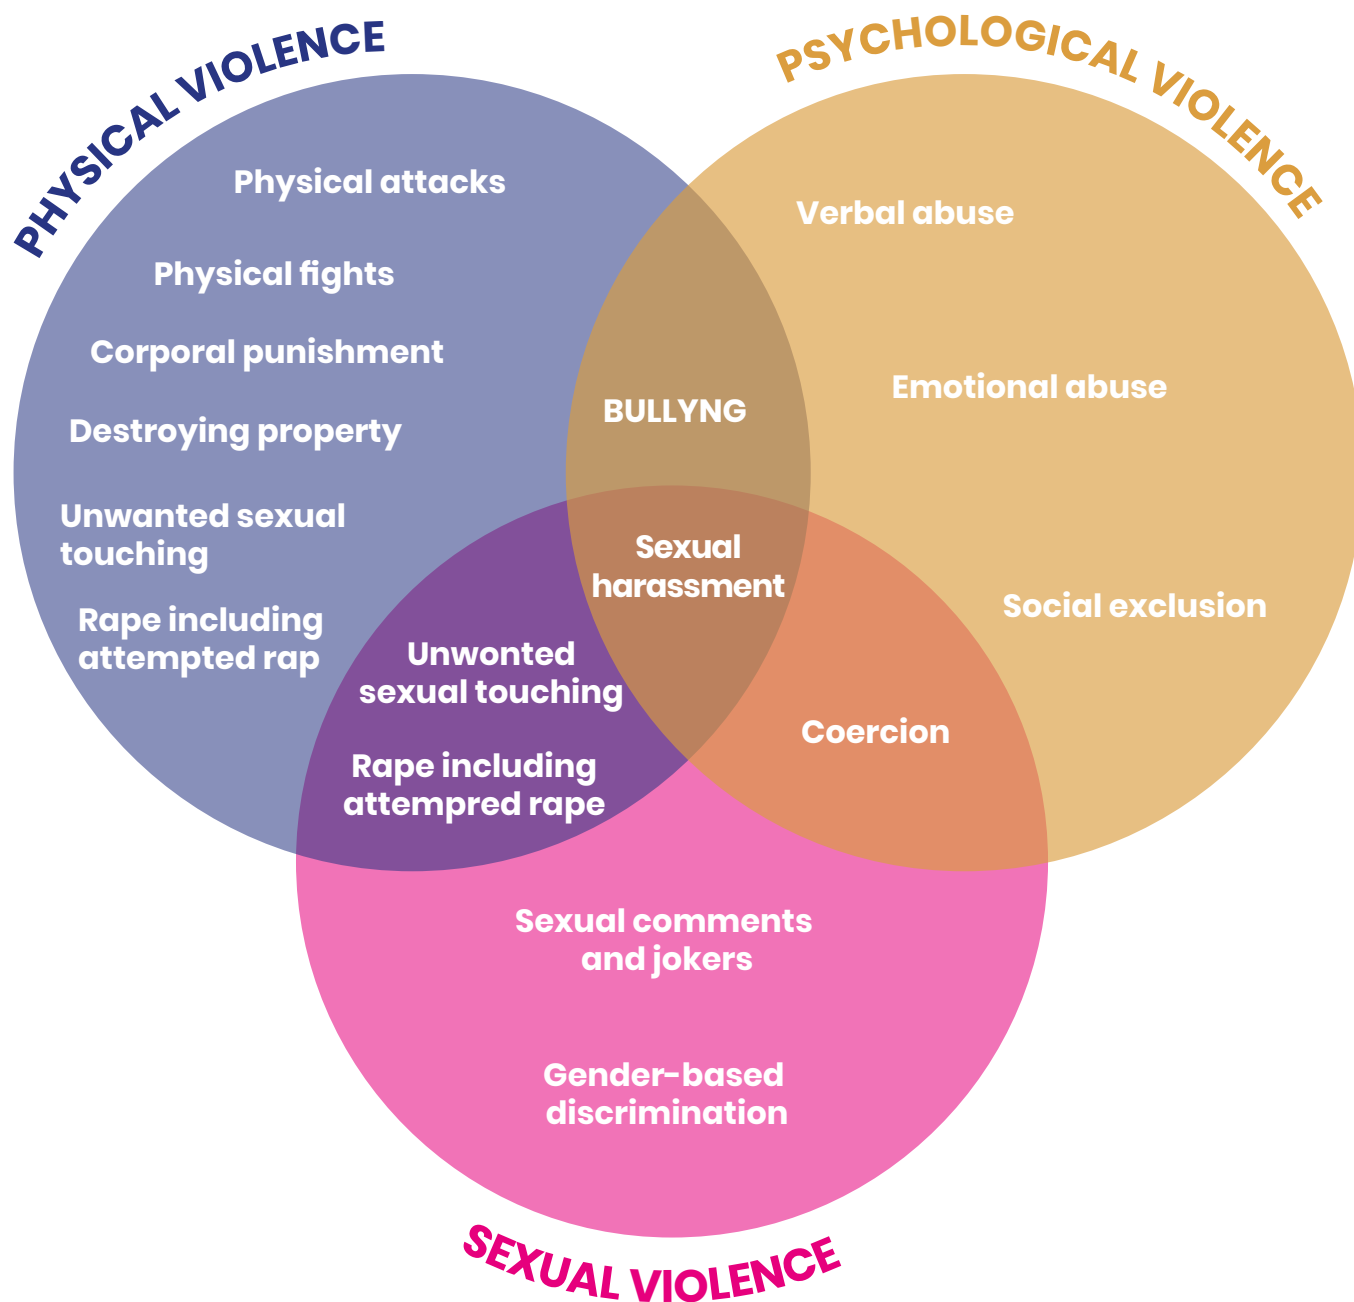 PHYSICAL VIOLENCE
PSYCHOLOGICAL VIOLENCE
Physical attacks
Physical fights
Corporal punishment
Destroying property
Unwanted sexual
touching
Rape including
attempted rap
Verbal abuse
Emotional abuse
Social exclusion
BULLYNG
Sexual
harassment
Unwonted
sexual touching
Rape including
attempred rape
Coercion
Sexual comments
and jokers
Gender-based
discrimination
SEXUAL VIOLENCE